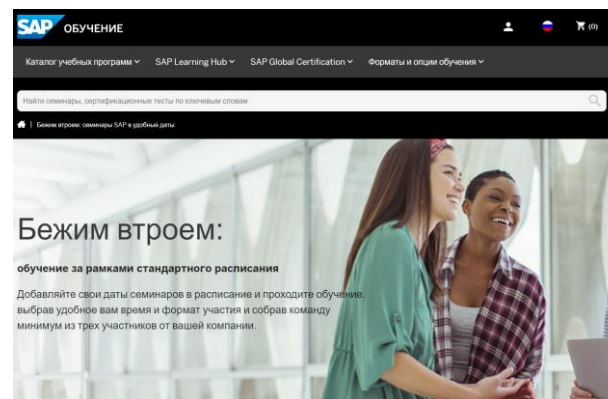 SAP ОБУЧЕНИЕ
(0)
Каталог учебных программ SAP Learning Hub SAP Global Certification Форматы и опции обучения
Найти семинары, сертификационные тесты по ключевым словам
| Бежим втроем: семинары SAP в удобные даты
Бежим втроем:
обучение за рамками стандартного расписания
Добавляйте свои даты семинаров в расписание и проходите обучение,
выбрав удобное вам время и формат участия и собрав команду
минимум из трех участников от вашей компании.